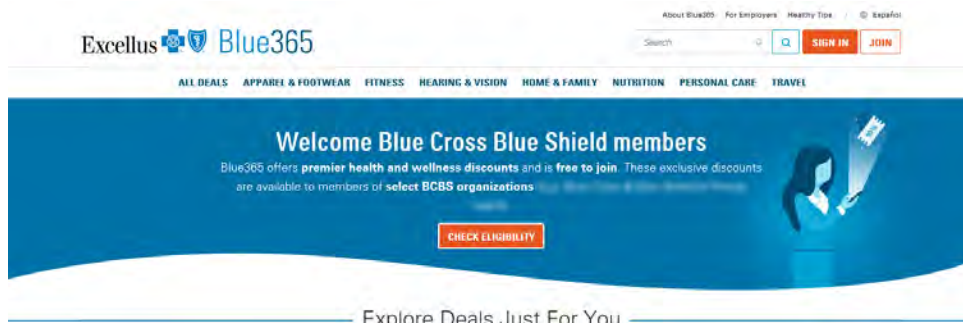 About Blue365 For Employers Healthy Tips Español
Excellus Blue365
Search
SIGN IN JOIN
ALL DEALS APPAREL & FOOTWEAR FITNESS HEARING & VISION HOME & FAMILY NUTRITION PERSONAL CARE TRAVEL
Welcome Blue Cross Blue Shield members
Blue365 offers premier health and wellness discounts and is free to join. These exclusive discounts
are available to members of select BCBS organizations
CHECK ELIGIBILITY
Explore Deals Just For You